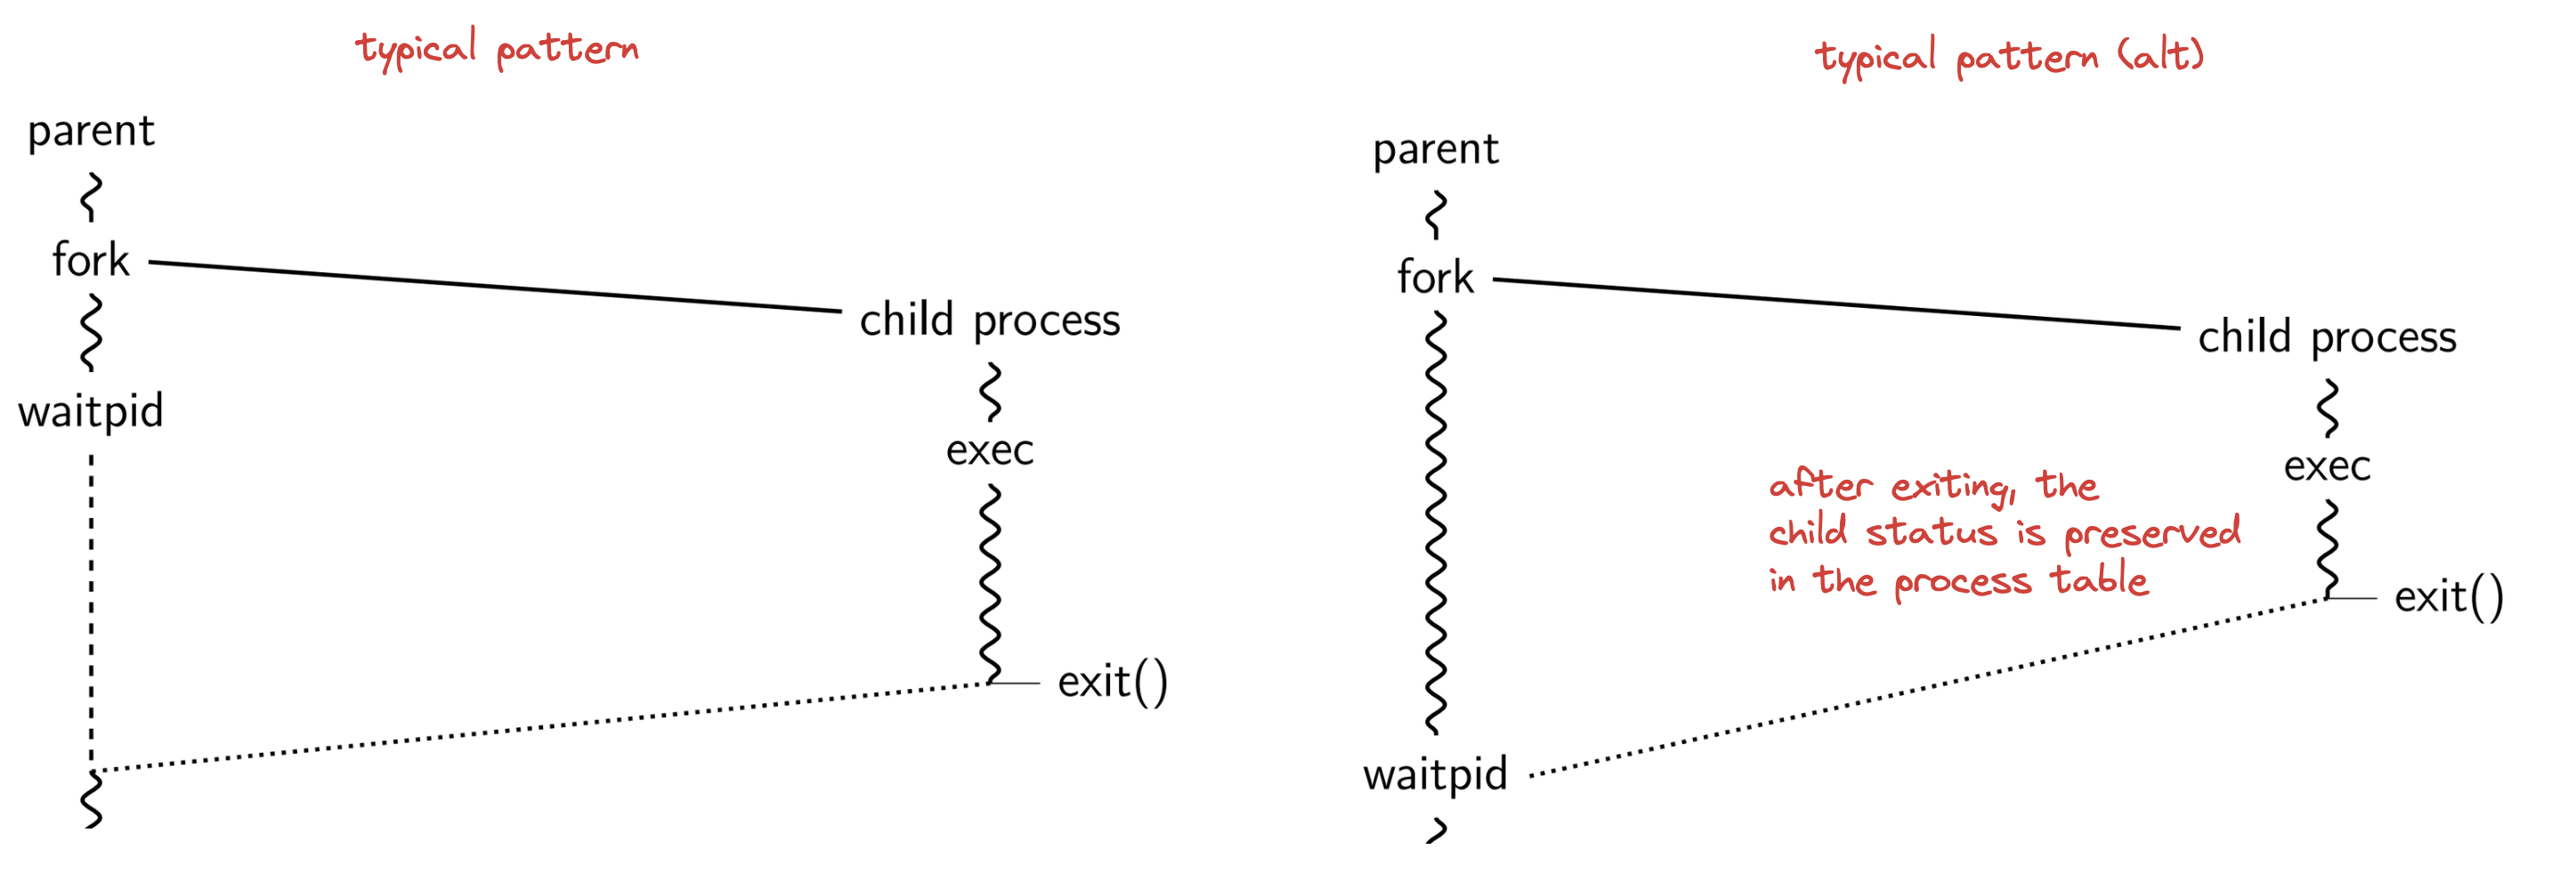 typical pattern
parent
fork
child process
waitpid
exec
exit()
typical pattern (alt)
parent
fork
child process
exec
after exiting, the
child status is preserved
in the process table
exit()
waitpid